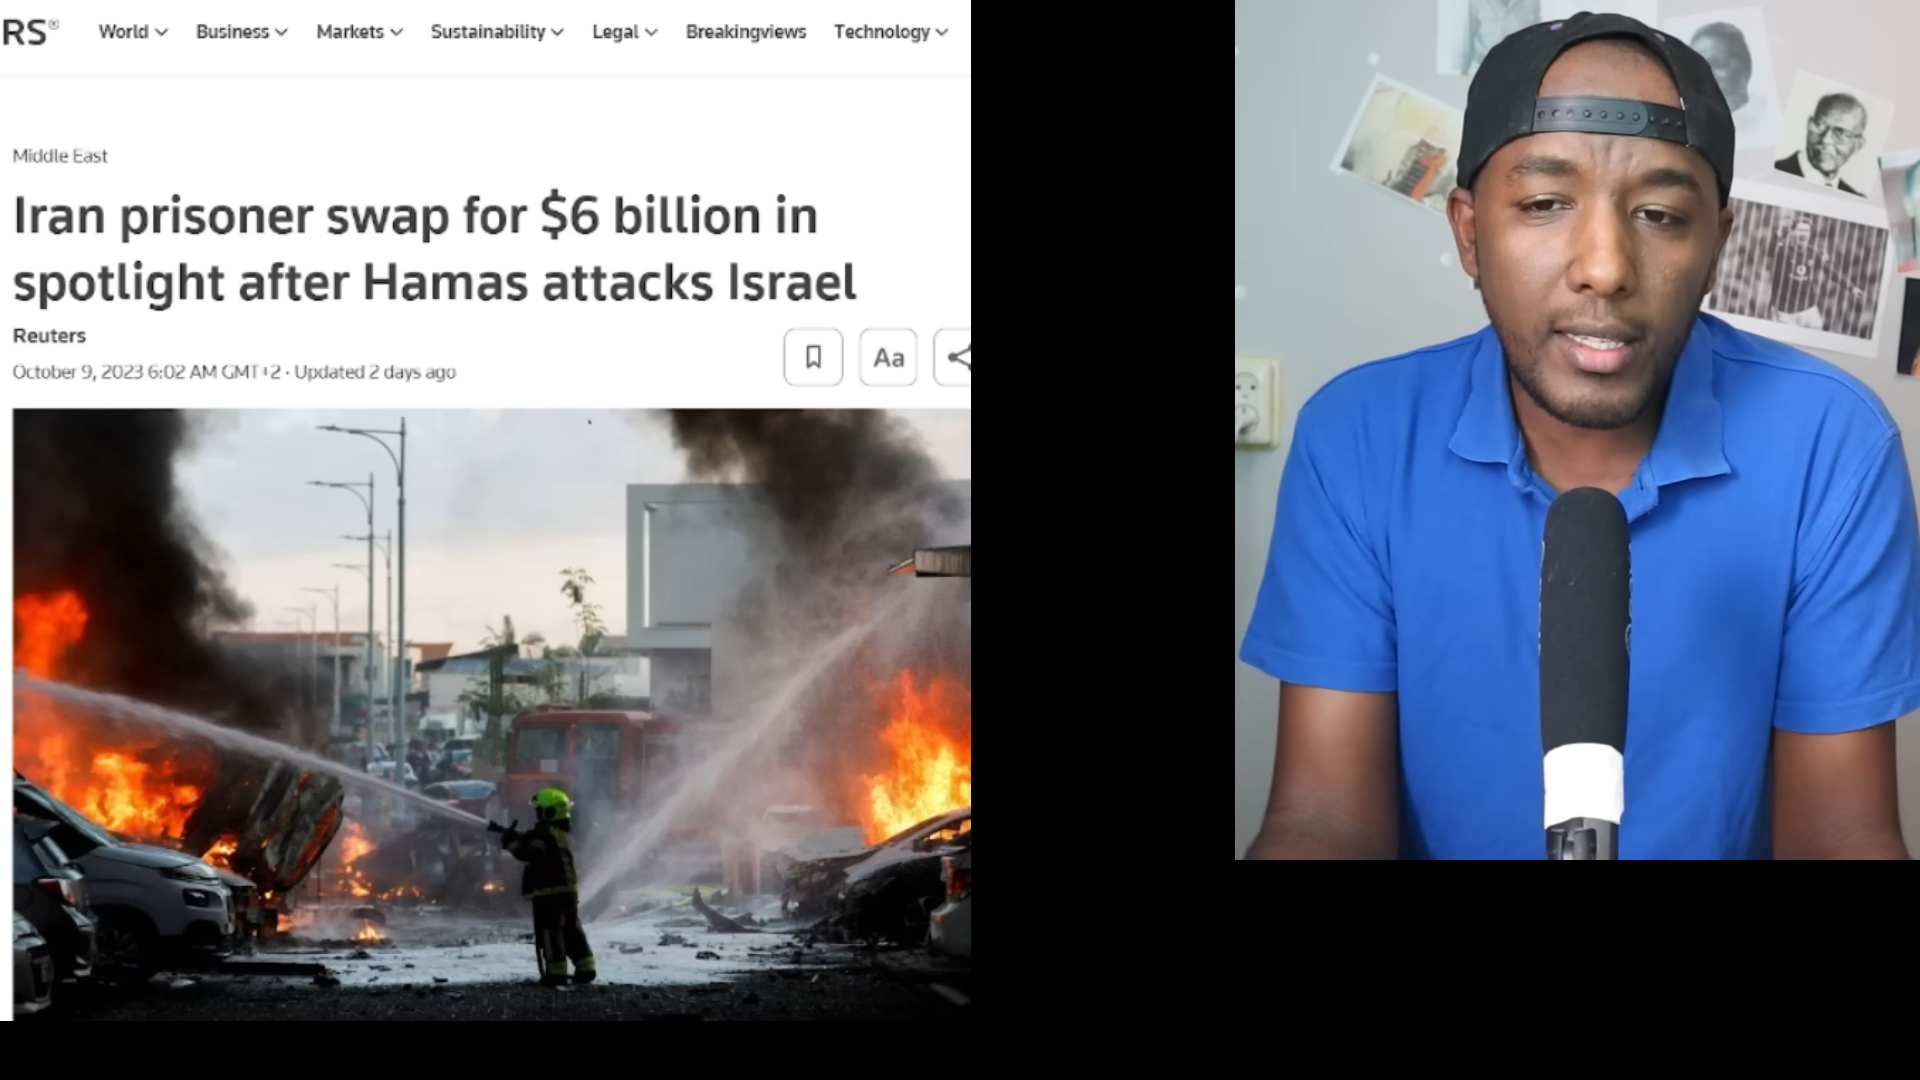 RS®
World Business Markets Sustainability Legal Breakingviews Technology
Middle East
Iran prisoner swap for $6 billion in
spotlight after Hamas attacks Israel
Reuters
October 9, 2023 6:02 AM GMT+2 · Updated 2 days ago
Aa